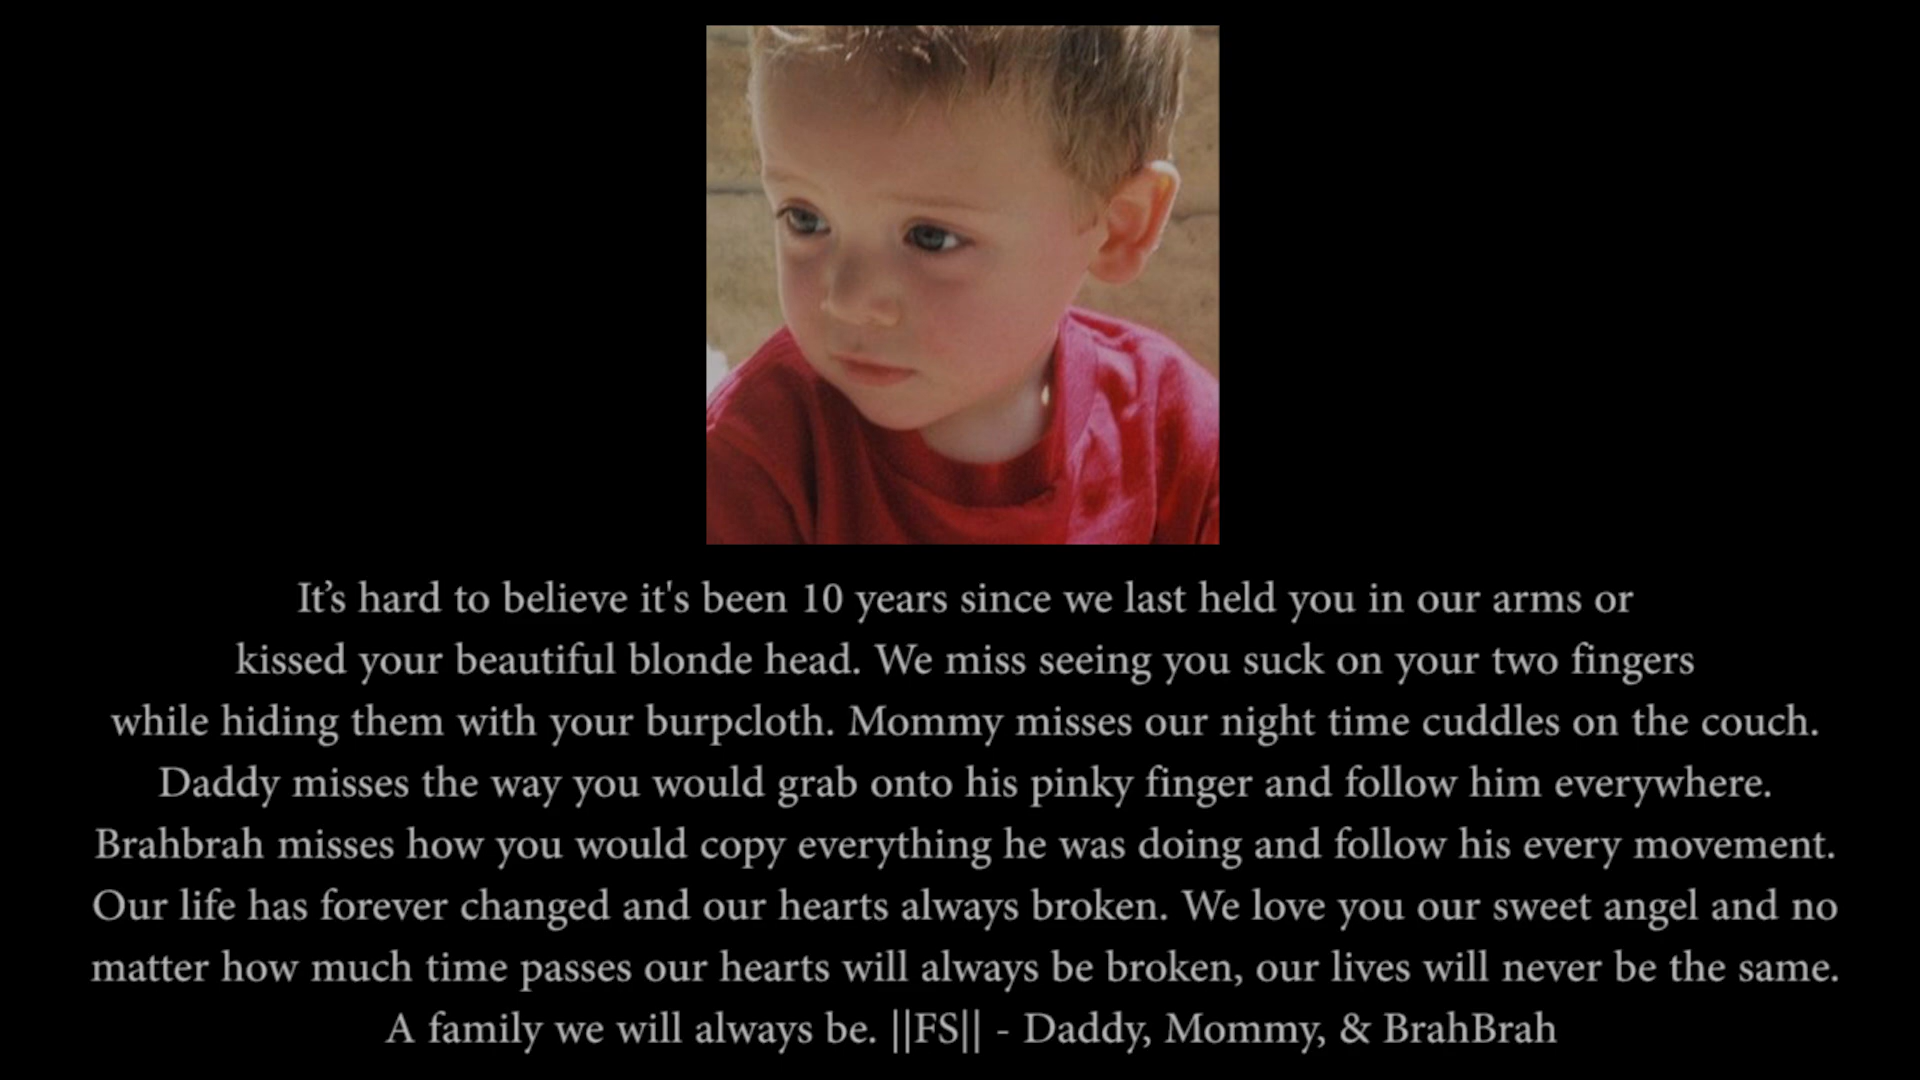 It’s hard to believe it's been 10 years since we last held you in our arms or
kissed your beautiful blonde head. We miss seeing you suck on your two fingers
while hiding them with your burpcloth. Mommy misses our night time cuddles on the couch.
Daddy misses the way you would grab onto his pinky finger and follow him everywhere.
Brahbrah misses how you would copy everything he was doing and follow his every movement.
Our life has forever changed and our hearts always broken. We love you our sweet angel and no
matter how much time passes our hearts will always be broken, our lives will never be the same.
A family we will always be. ||FS|| - Daddy, Mommy, & BrahBrah